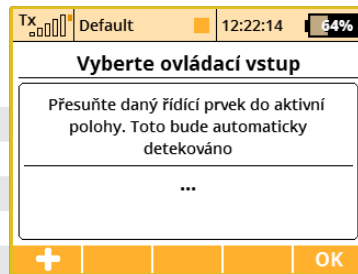 Tx Default 12:22:14 64%
Vyberte ovládací vstup
Přesuňte daný řídící prvek do aktivní
polohy. Toto bude automaticky
detekováno
...
+ OK